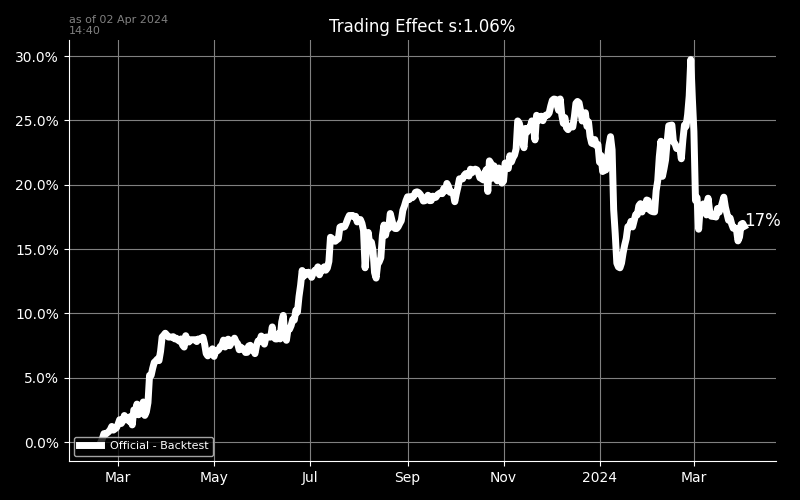 as of 02 Apr 2024
14:40
Trading Effect s:1.06%
30.0%
25.0%
20.0%
15.0%
10.0%
5.0%
0.0%
17%
Official - Backtest
Mar
May
Jul
Sep
Nov
2024
Mar